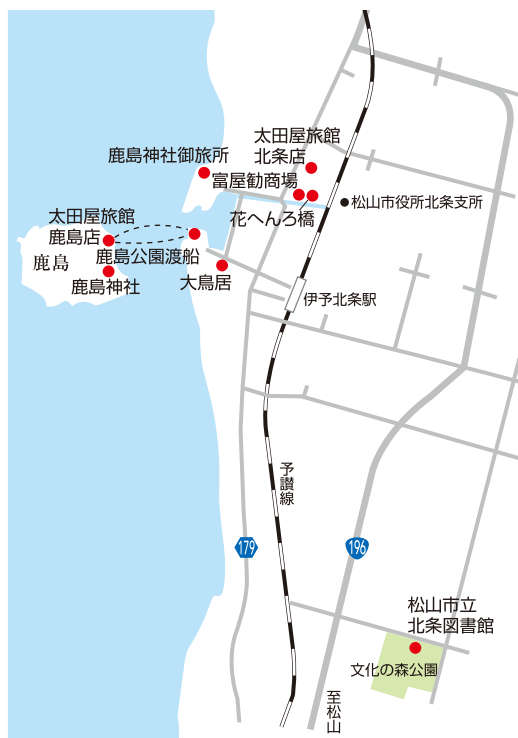 太田屋旅館
北条店
鹿島神社御旅所
富屋勧商場
松山市役所北条支所
花へんろ橋
太田屋旅館
鹿島店
鹿島公園渡船
鹿島
鹿島神社
大鳥居
伊予北条駅
予讃線
179
196
松山市立
北条図書館
文化の森公園
至松山